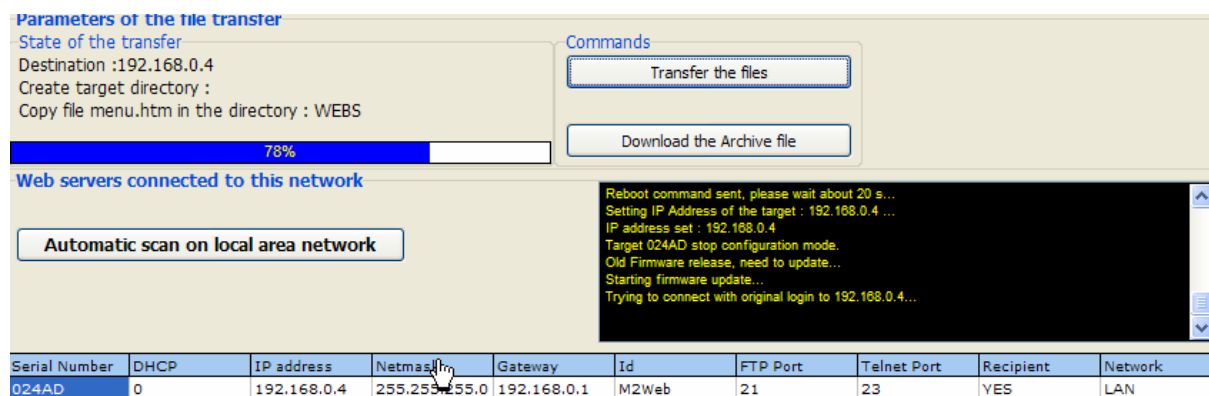 Parameters of the file transfer
State of the transfer
Destination :192.168.0.4
Create target directory :
Copy file menu.htm in the directory : WEBS
78%
Commands
Transfer the files
Download the Archive file
Web servers connected to this network
Automatic scan on local area network
Reboot command sent, please wait about 20 s...
Setting IP Address of the target : 192.168.0.4 ...
IP address set : 192.168.0.4
Target 024AD stop configuration mode.
Old Firmware release, need to update...
Starting firmware update...
Trying to connect with original login to 192.168.0.4...
Serial Number DHCP IP address Netmask Gateway Id FTP Port Telnet Port Recipient Network
024AD 0 192.168.0.4 255.255.255.0 192.168.0.1 M2Web 21 23 YES LAN